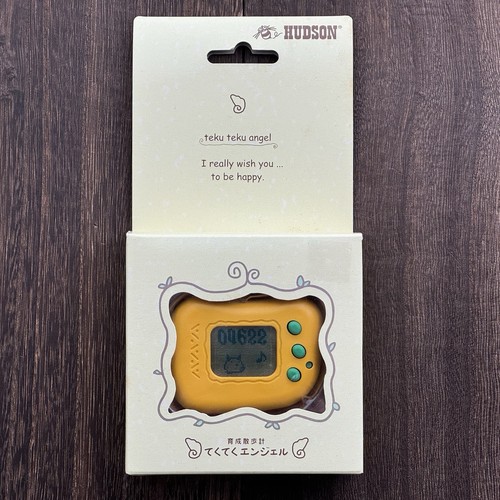 HUDSON®
teku teku angel
I really wish you ...
to be happy.
04622
育成散歩計
てくてくエンジェル